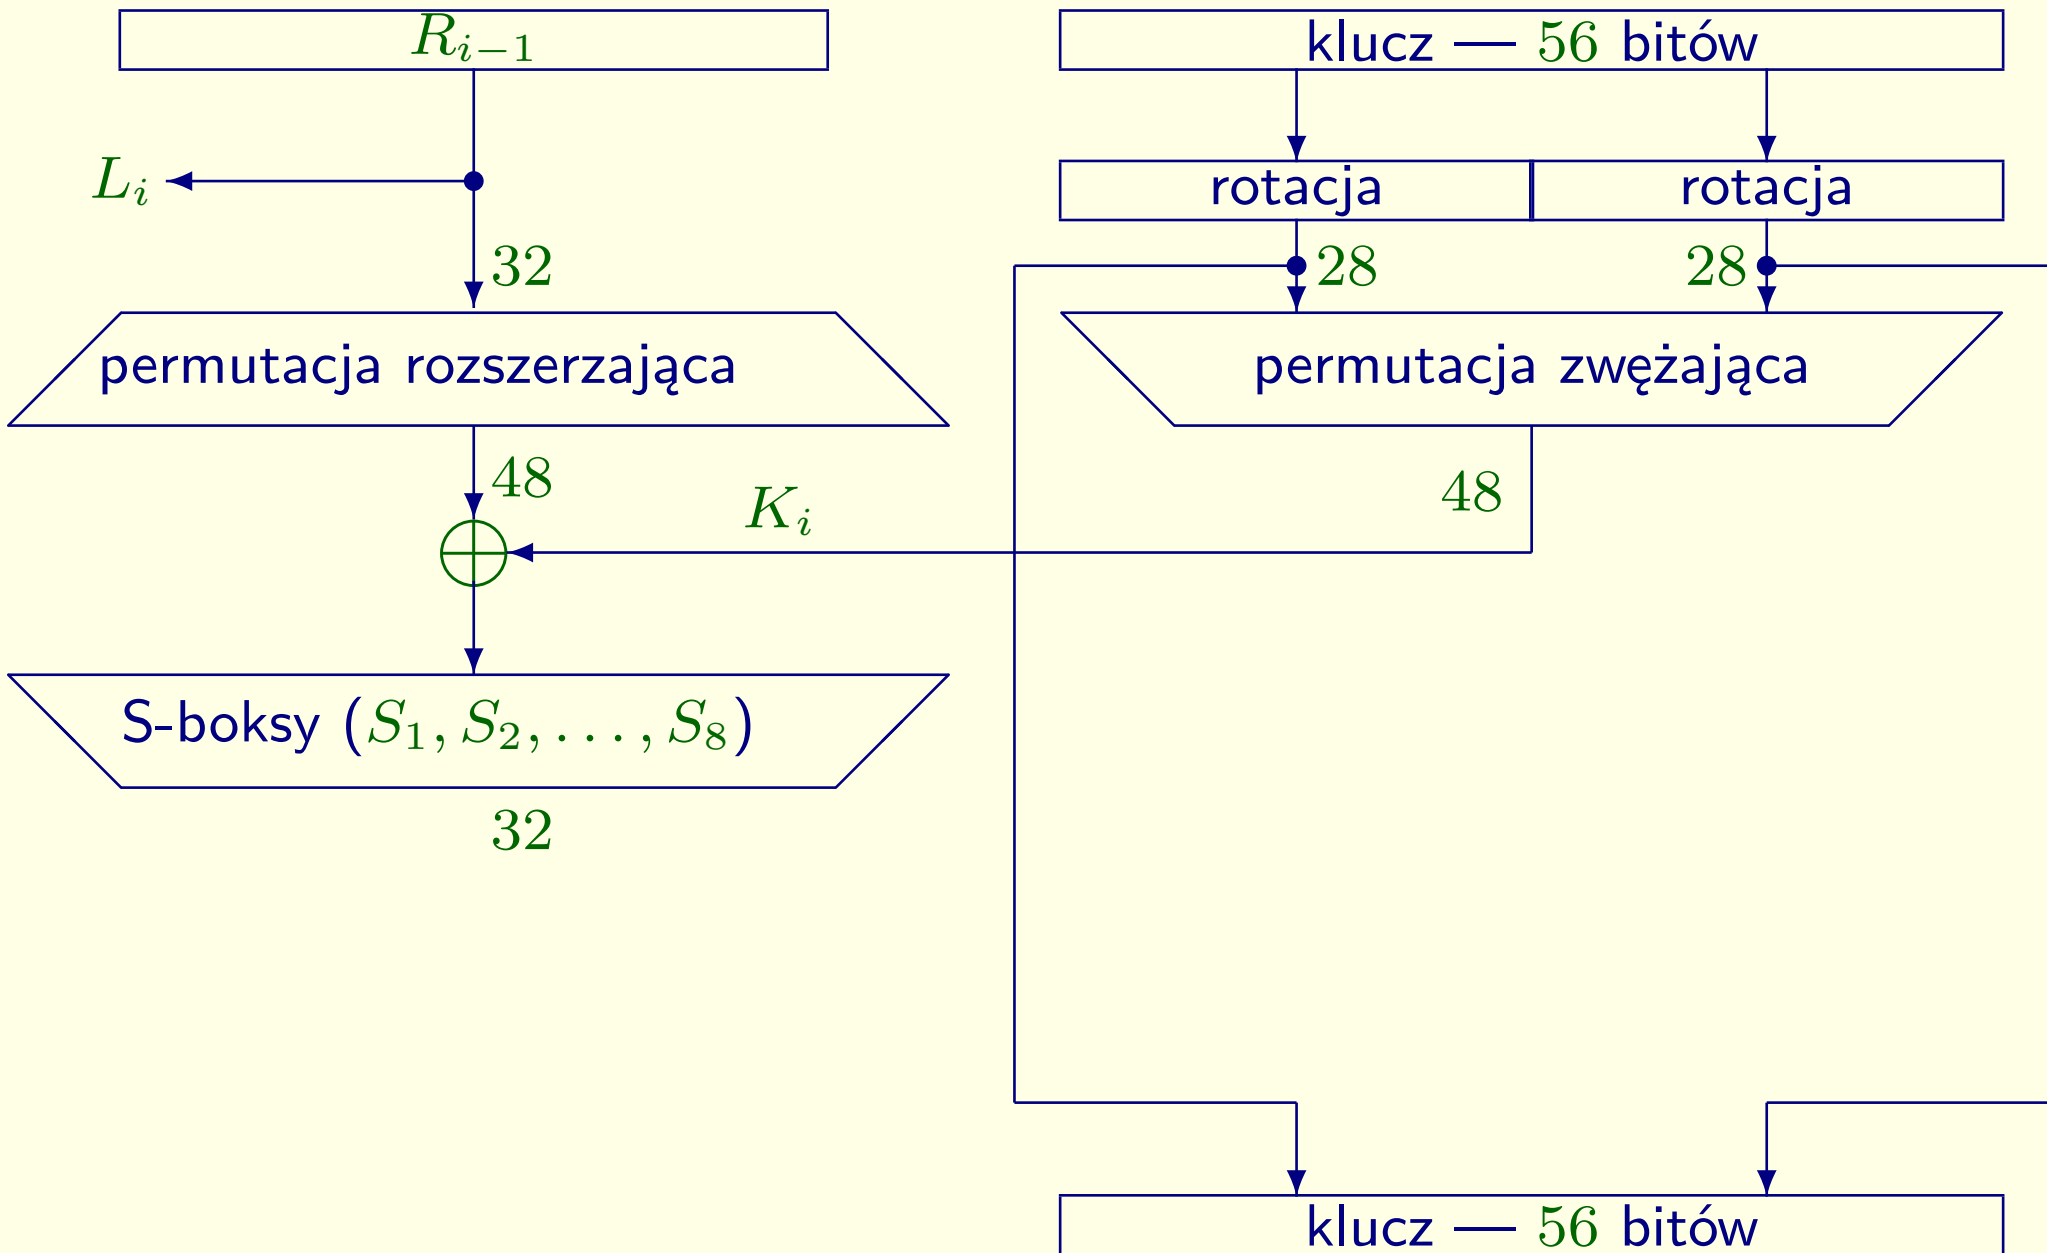 R_{i−1}
klucz — 56 bitów
L_i
rotacja
rotacja
32
28
28
permutacja rozszerzająca
permutacja zwężająca
48
K_i
48
S-boksy (S_1, S_2, . . . , S_8)
32
klucz — 56 bitów